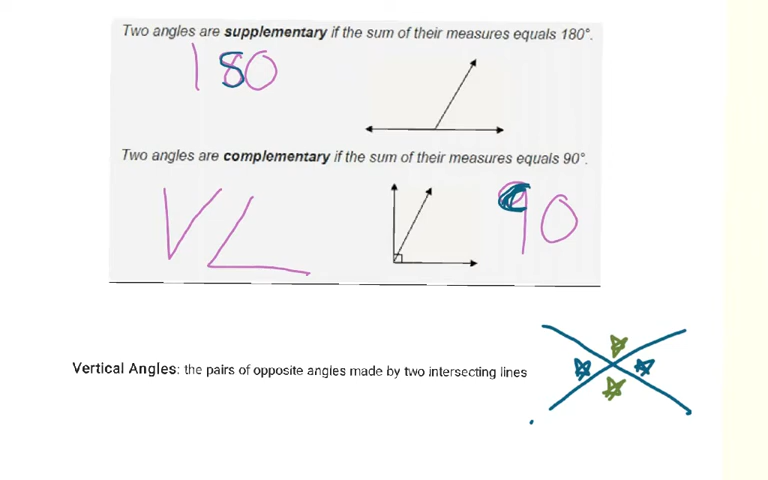 Two angles are supplementary if the sum of their measures equals 180°.
180
Two angles are complementary if the sum of their measures equals 90°.
90
Vertical Angles: the pairs of opposite angles made by two intersecting lines